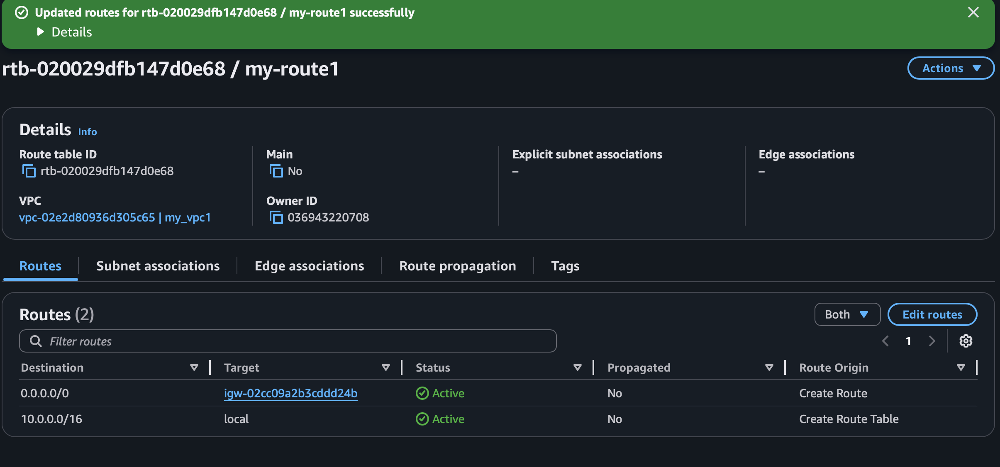 Updated routes for rtb-020029dfb147d0e68 / my-route1 successfully
Details
rtb-020029dfb147d0e68 / my-route1
Actions
Details Info
Route table ID
rtb-020029dfb147d0e68
Main
No
Explicit subnet associations
–
Edge associations
–
VPC
vpc-02e2d80936d305c65 | my_vpc1
Owner ID
036943220708
Routes
Subnet associations
Edge associations
Route propagation
Tags
Routes (2)
Both
Edit routes
Filter routes
1
Destination Target Status Propagated Route Origin
0.0.0.0/0 igw-02cc09a2b3cddd24b Active No Create Route
10.0.0.0/16 local Active No Create Route Table